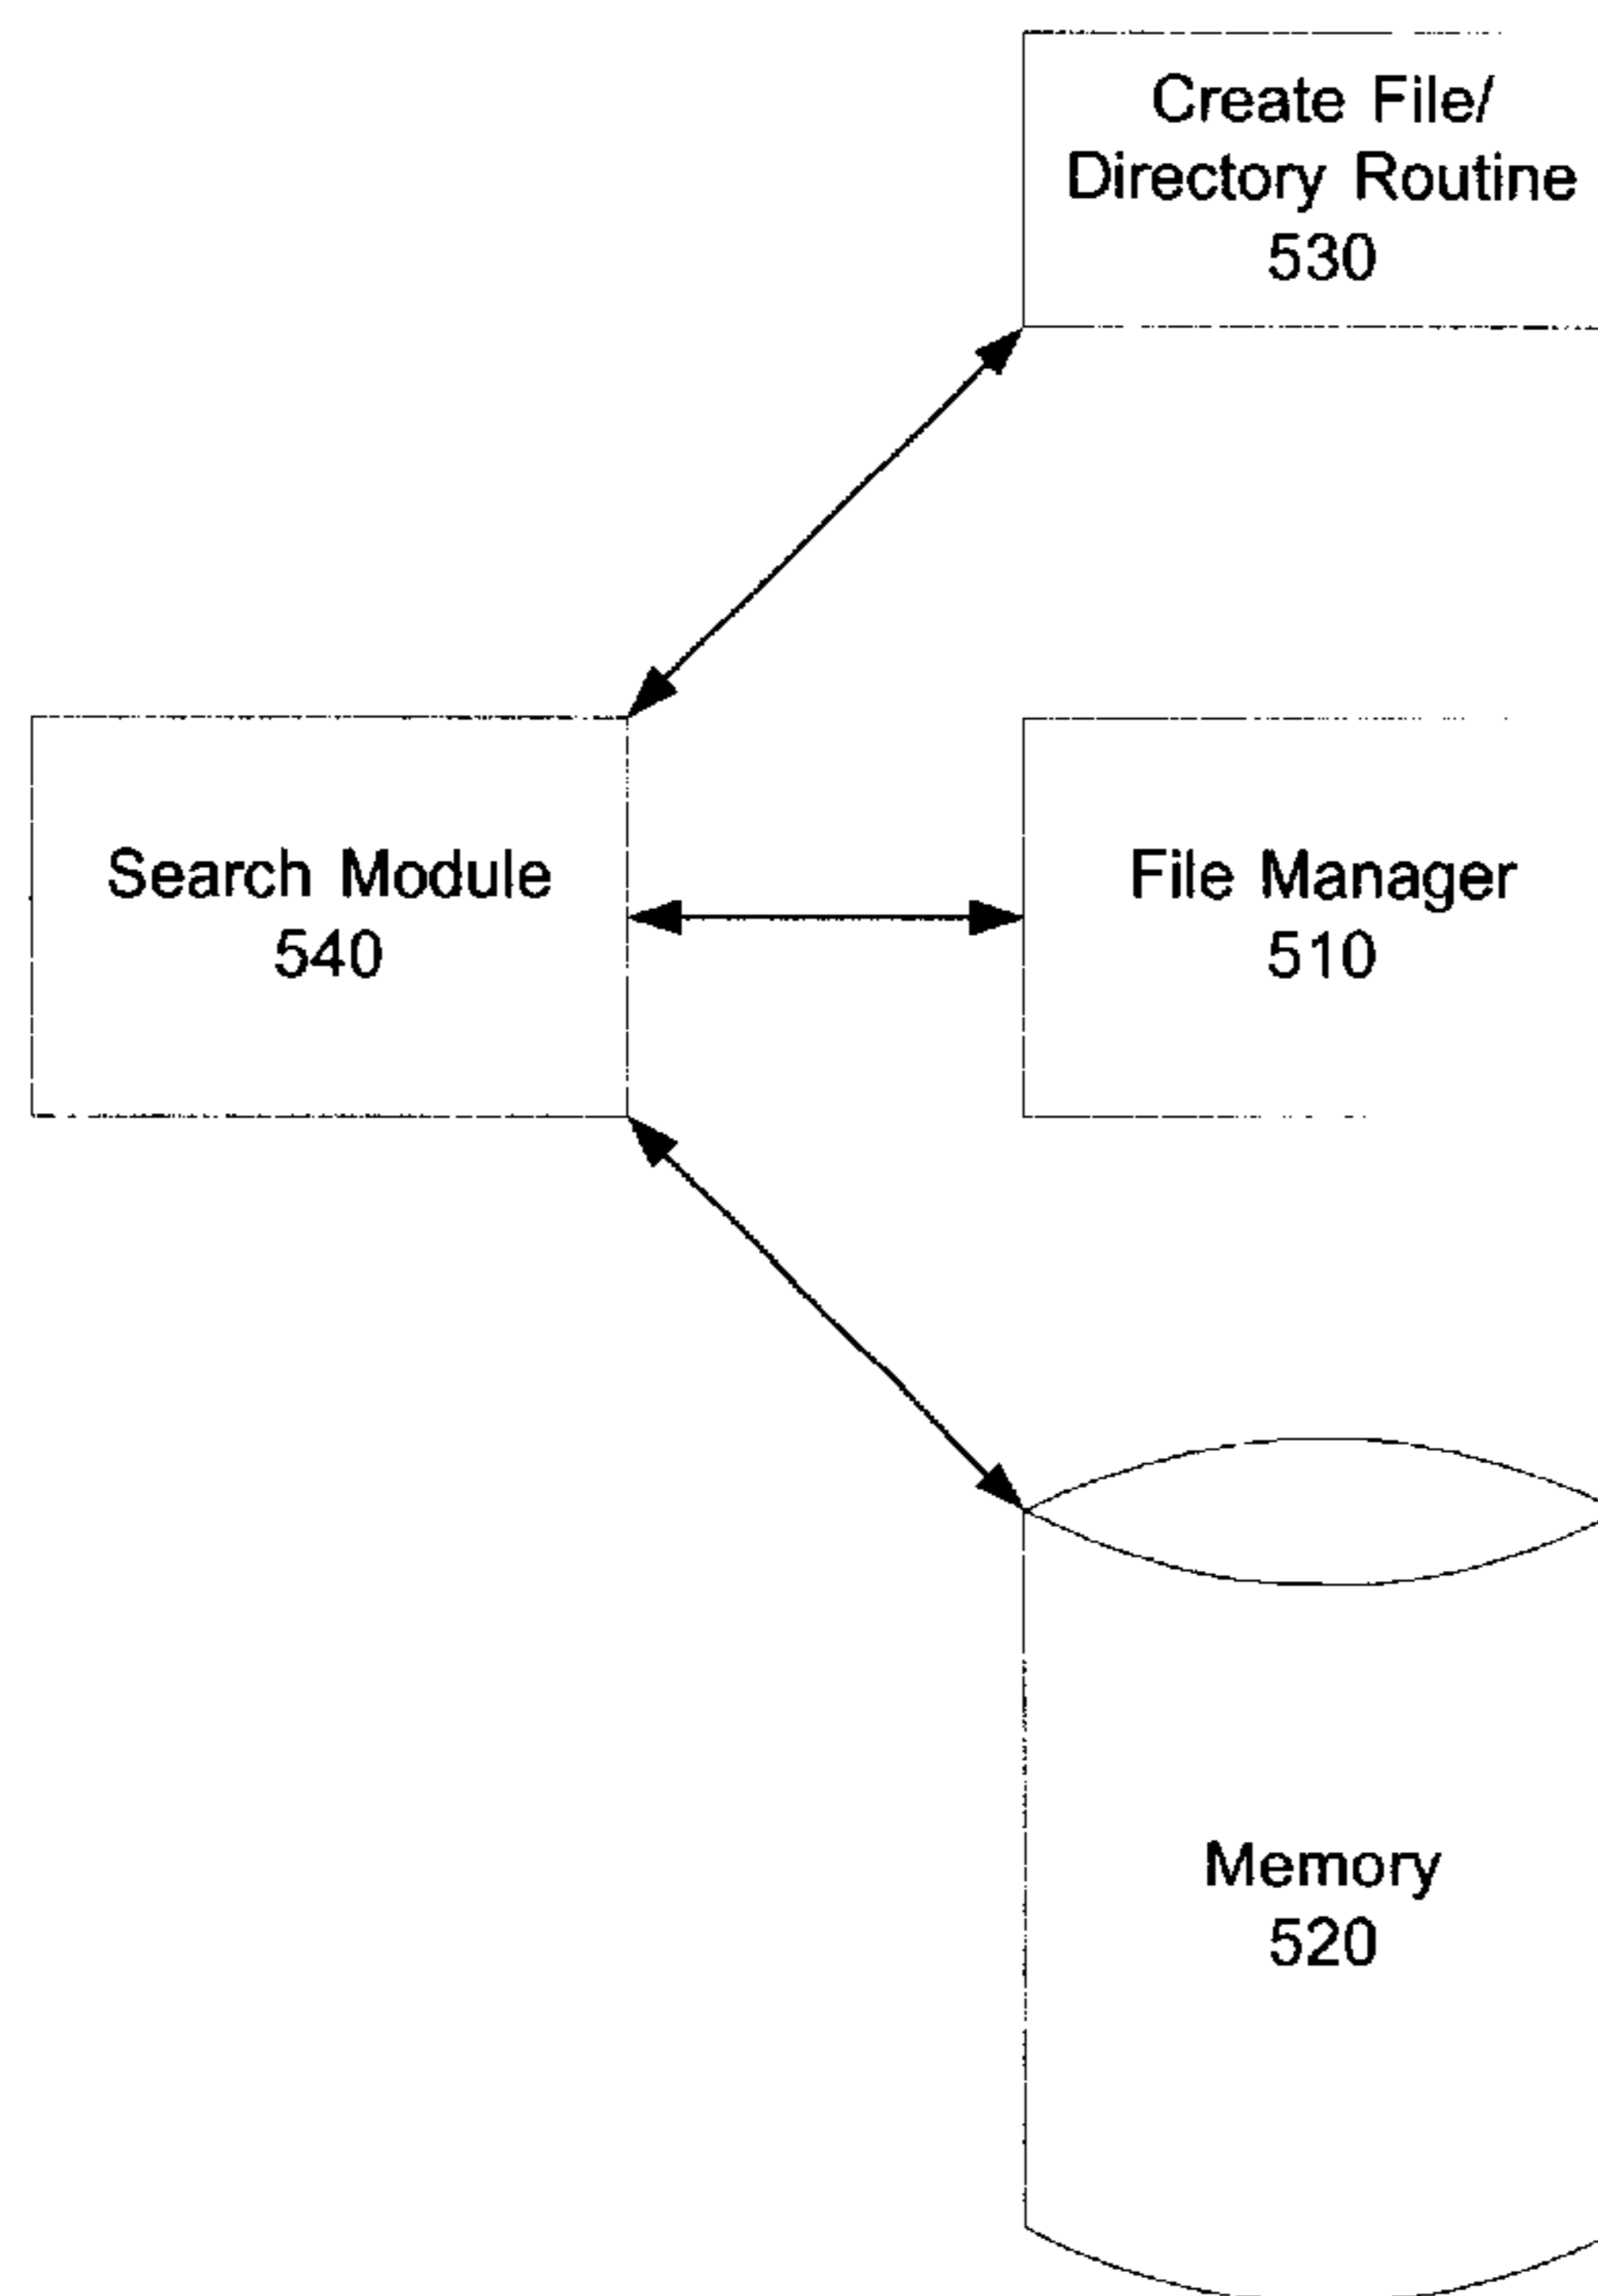 Create File/
Directory Routine
530
Search Module
540
File Manager
510
Memory
520